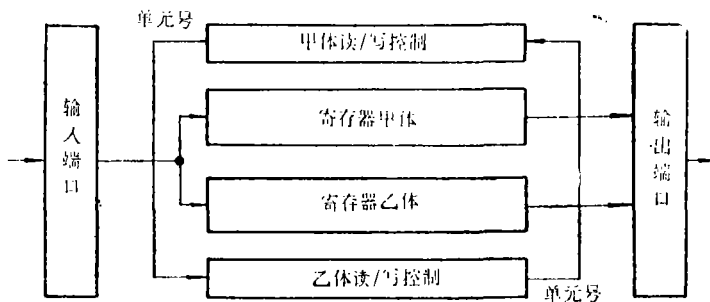 单元号
甲体读/写控制
输入端口
寄存器甲体
输出端口
寄存器乙体
乙体读/写控制
单元号